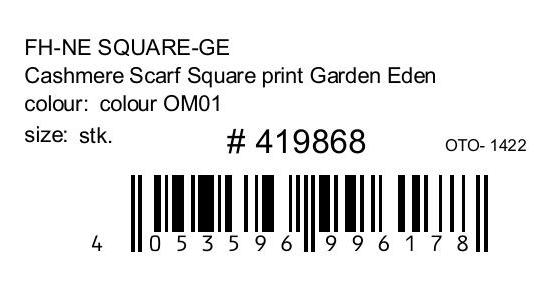 FH-NE SQUARE-GE
Cashmere Scarf Square print Garden Eden
colour: colour OM01
size: stk.
# 419868
OTO- 1422
4 053596 996178